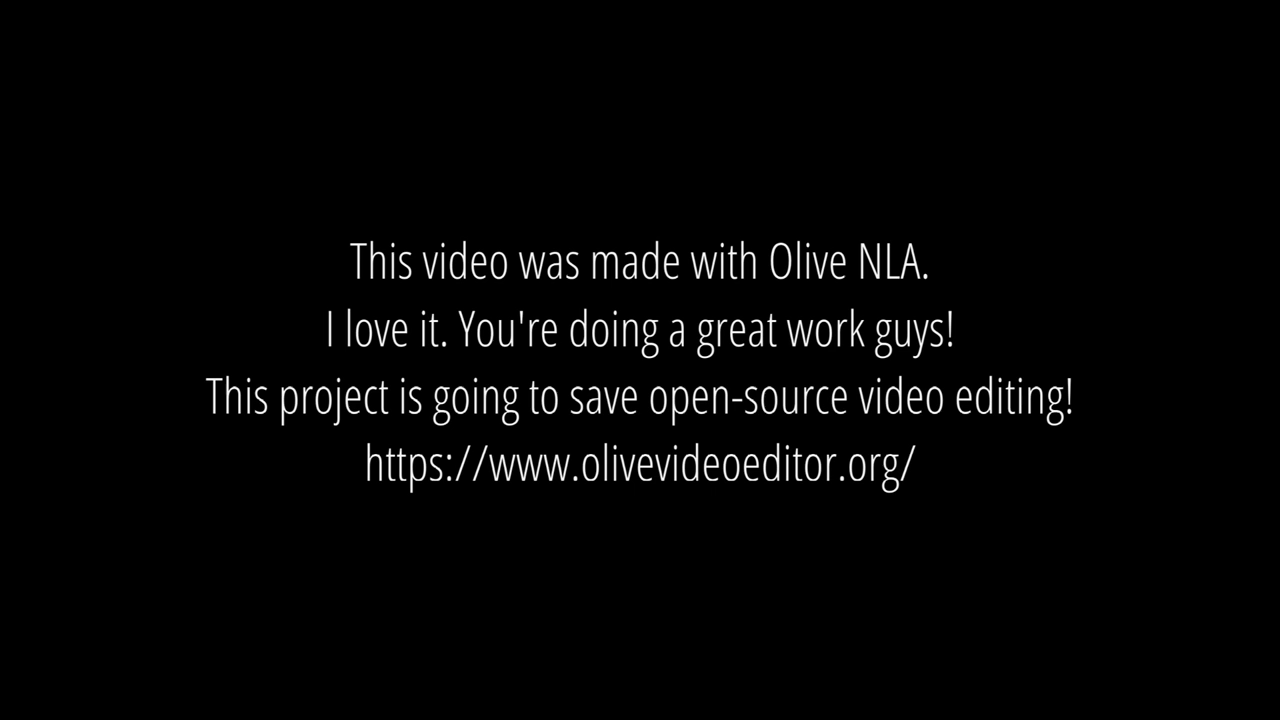 This video was made with Olive NLA.
I love it. You're doing a great work guys!
This project is going to save open-source video editing!
https://www.olivevideoeditor.org/